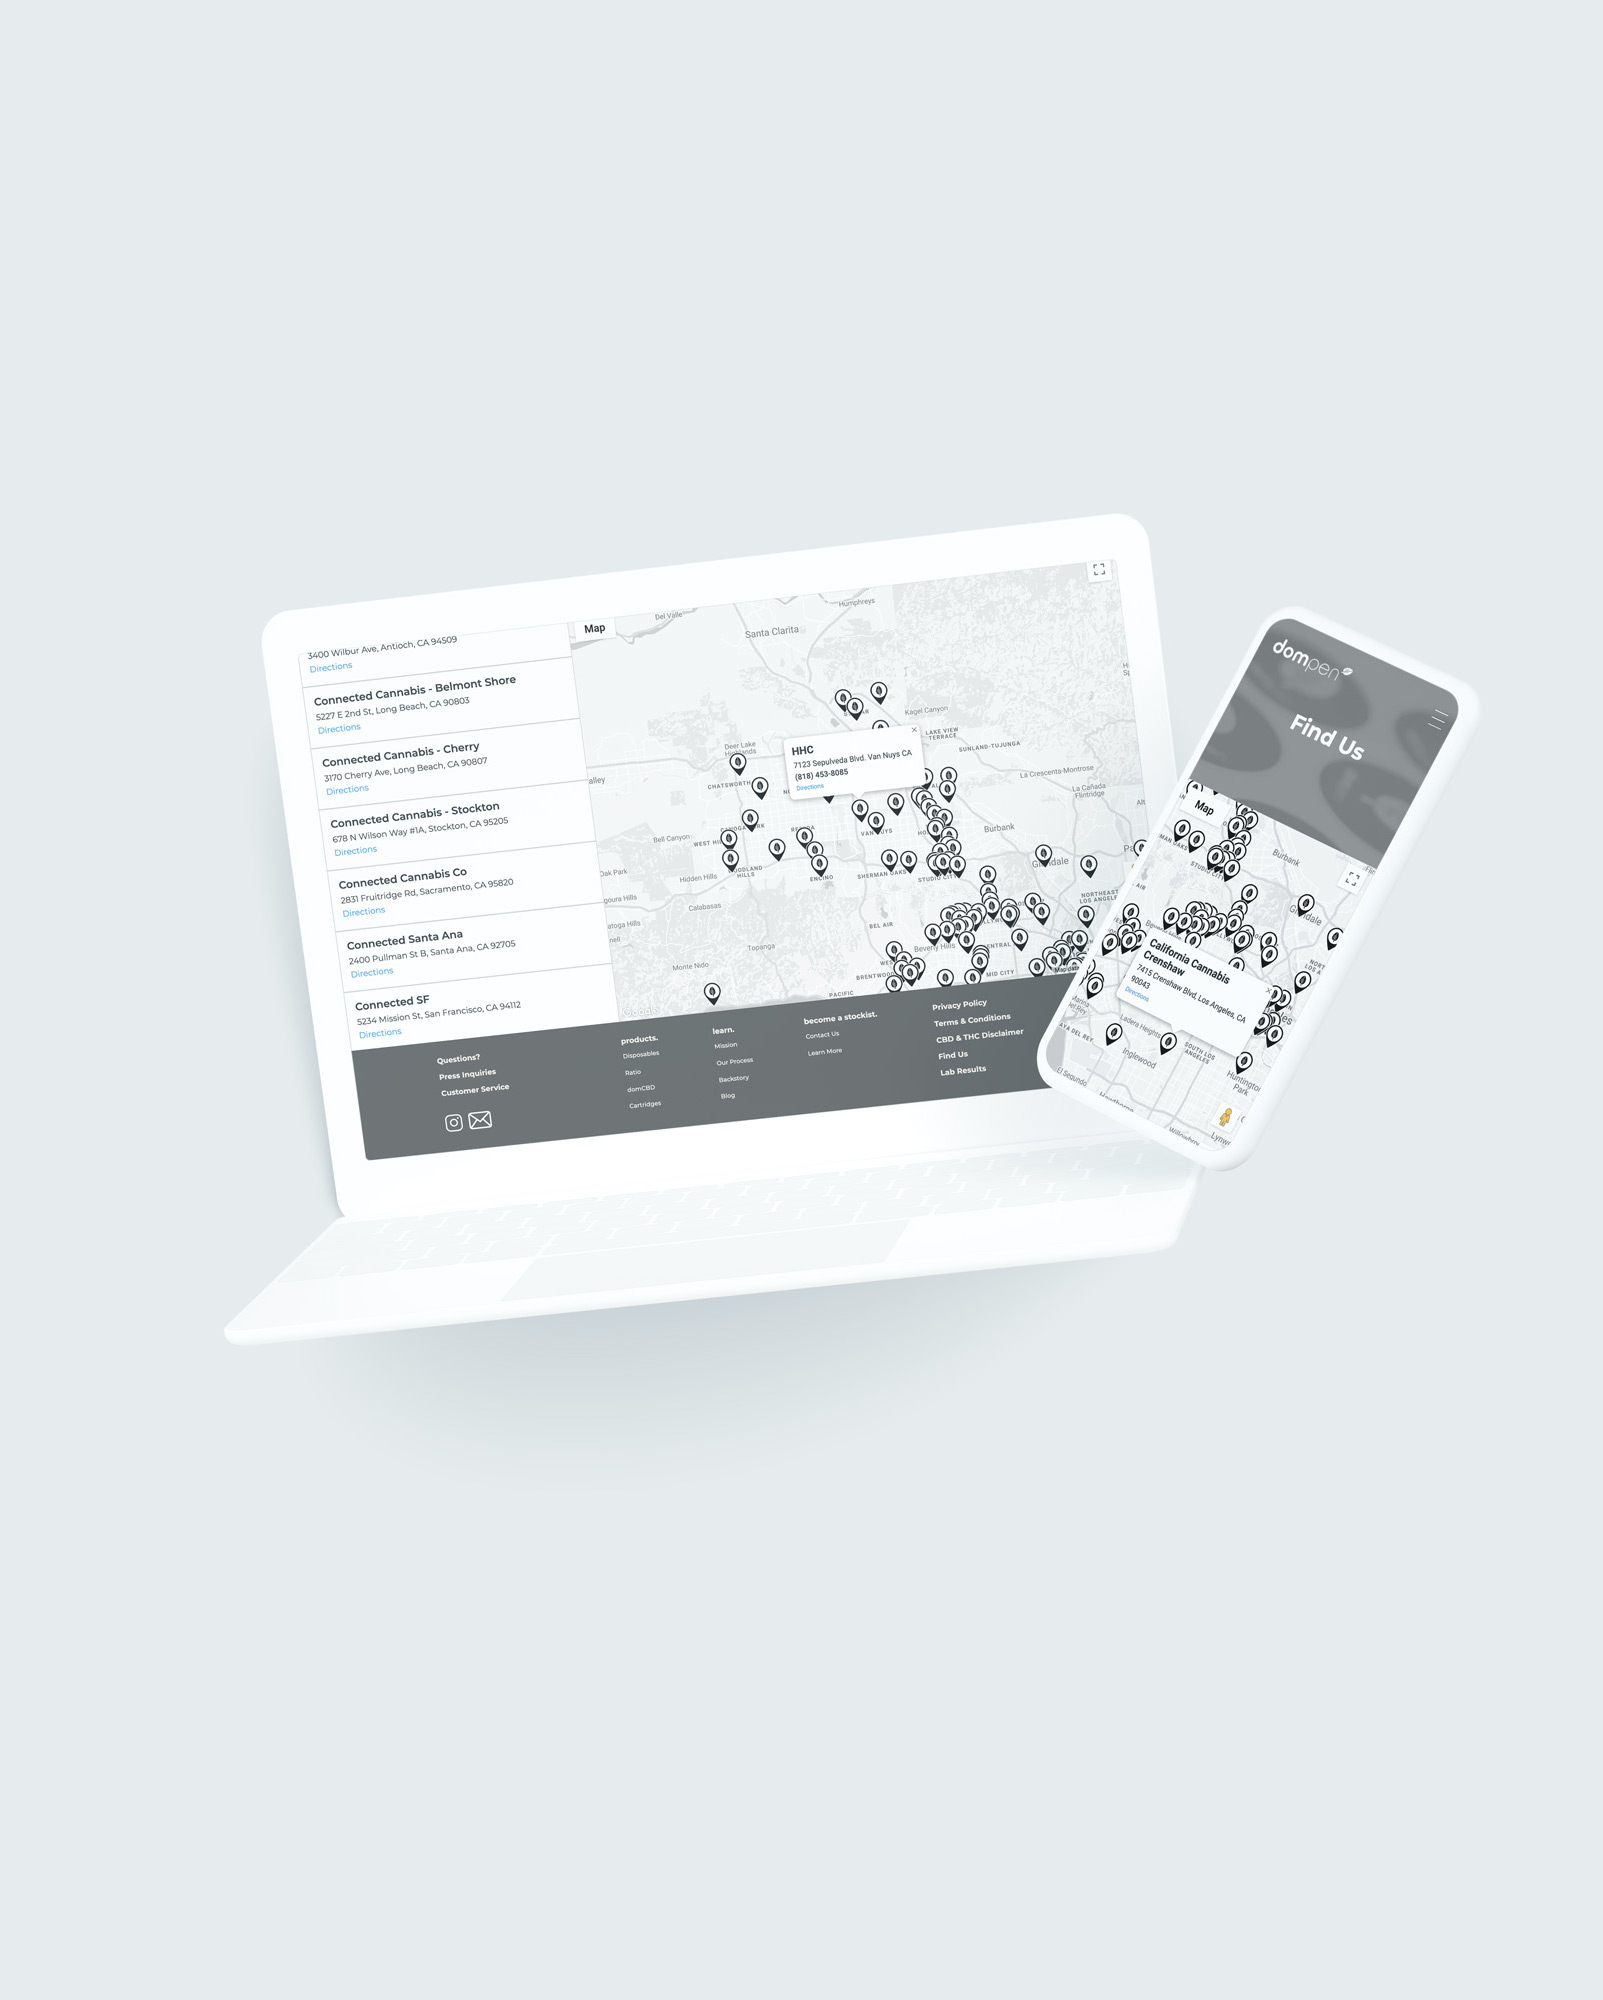 3400 Wilbur Ave, Antioch, CA 94509
Directions
Connected Cannabis - Belmont Shore
5227 E 2nd St, Long Beach, CA 90803
Directions
Connected Cannabis - Cherry
3170 Cherry Ave, Long Beach, CA 90807
Directions
Connected Cannabis - Stockton
678 N Wilson Way #1A, Stockton, CA 95205
Directions
Connected Cannabis Co
2831 Fruitridge Rd, Sacramento, CA 95820
Directions
Connected Santa Ana
2400 Pullman St B, Santa Ana, CA 92705
Directions
Connected SF
5234 Mission St, San Francisco, CA 94112
Directions
Map
Del Valle
Humphreys
Santa Clarita
Kagel Canyon
LAKE VIEW
TERRACE
SUNLAND-TUJUNGA
Deer Lake
Highlands
HHC
7123 Sepulveda Blvd. Van Nuys CA
(818) 453-8085
Directions
CHATSWORTH
La Crescenta-Montrose
La Cañada
Flintridge
Burbank
Bell Canyon
VAN NUYS
Glendale
Oak Park
Hidden Hills
WOODLAND
HILLS
ENCINO
SHERMAN OAKS
STUDIO CITY
NORTHEAST
LOS ANGELES
Calabasas
BEL AIR
Topanga
Beverly Hills
CENTRAL
Monte Nido
BRENTWOOD
MID CITY
PACIFIC
Google
Map data
Questions?
Press Inquiries
Customer Service
products.
Disposables
Ratio
domCBD
Cartridges
learn.
Mission
Our Process
Backstory
Blog
become a stockist.
Contact Us
Learn More
Privacy Policy
Terms & Conditions
CBD & THC Disclaimer
Find Us
Lab Results
dompen
Find Us
Map
Burbank
Glendale
California Cannabis
Crenshaw
7415 Crenshaw Blvd, Los Angeles, CA
90043
Directions
Ladera Heights
SOUTH LOS
ANGELES
Inglewood
Huntington
Park
El Segundo
Hawthorne
Willowbrook